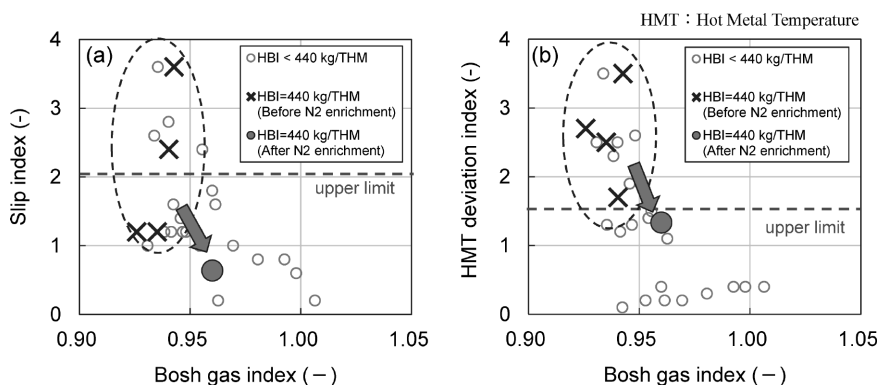 HMT：Hot Metal Temperature
(a)
Slip index (-)
4
3
2
1
0
0.90
0.95
1.00
1.05
Bosh gas index (－)
HBI < 440 kg/THM
HBI=440 kg/THM
(Before N2 enrichment)
HBI=440 kg/THM
(After N2 enrichment)
upper limit
(b)
HMT deviation index (-)
4
3
2
1
0
0.90
0.95
1.00
1.05
Bosh gas index (－)
HBI < 440 kg/THM
HBI=440 kg/THM
(Before N2 enrichment)
HBI=440 kg/THM
(After N2 enrichment)
upper limit